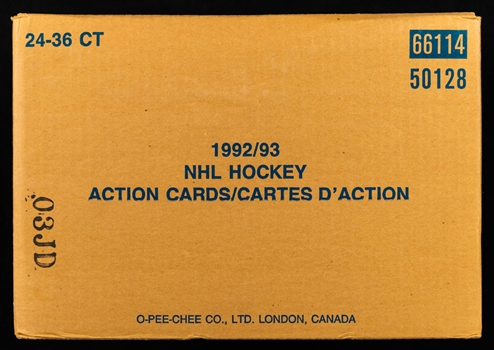 24-36 CT
66114
50128
1992/93
NHL HOCKEY
ACTION CARDS/CARTES D'ACTION
03JD
O-PEE-CHEE CO., LTD. LONDON, CANADA